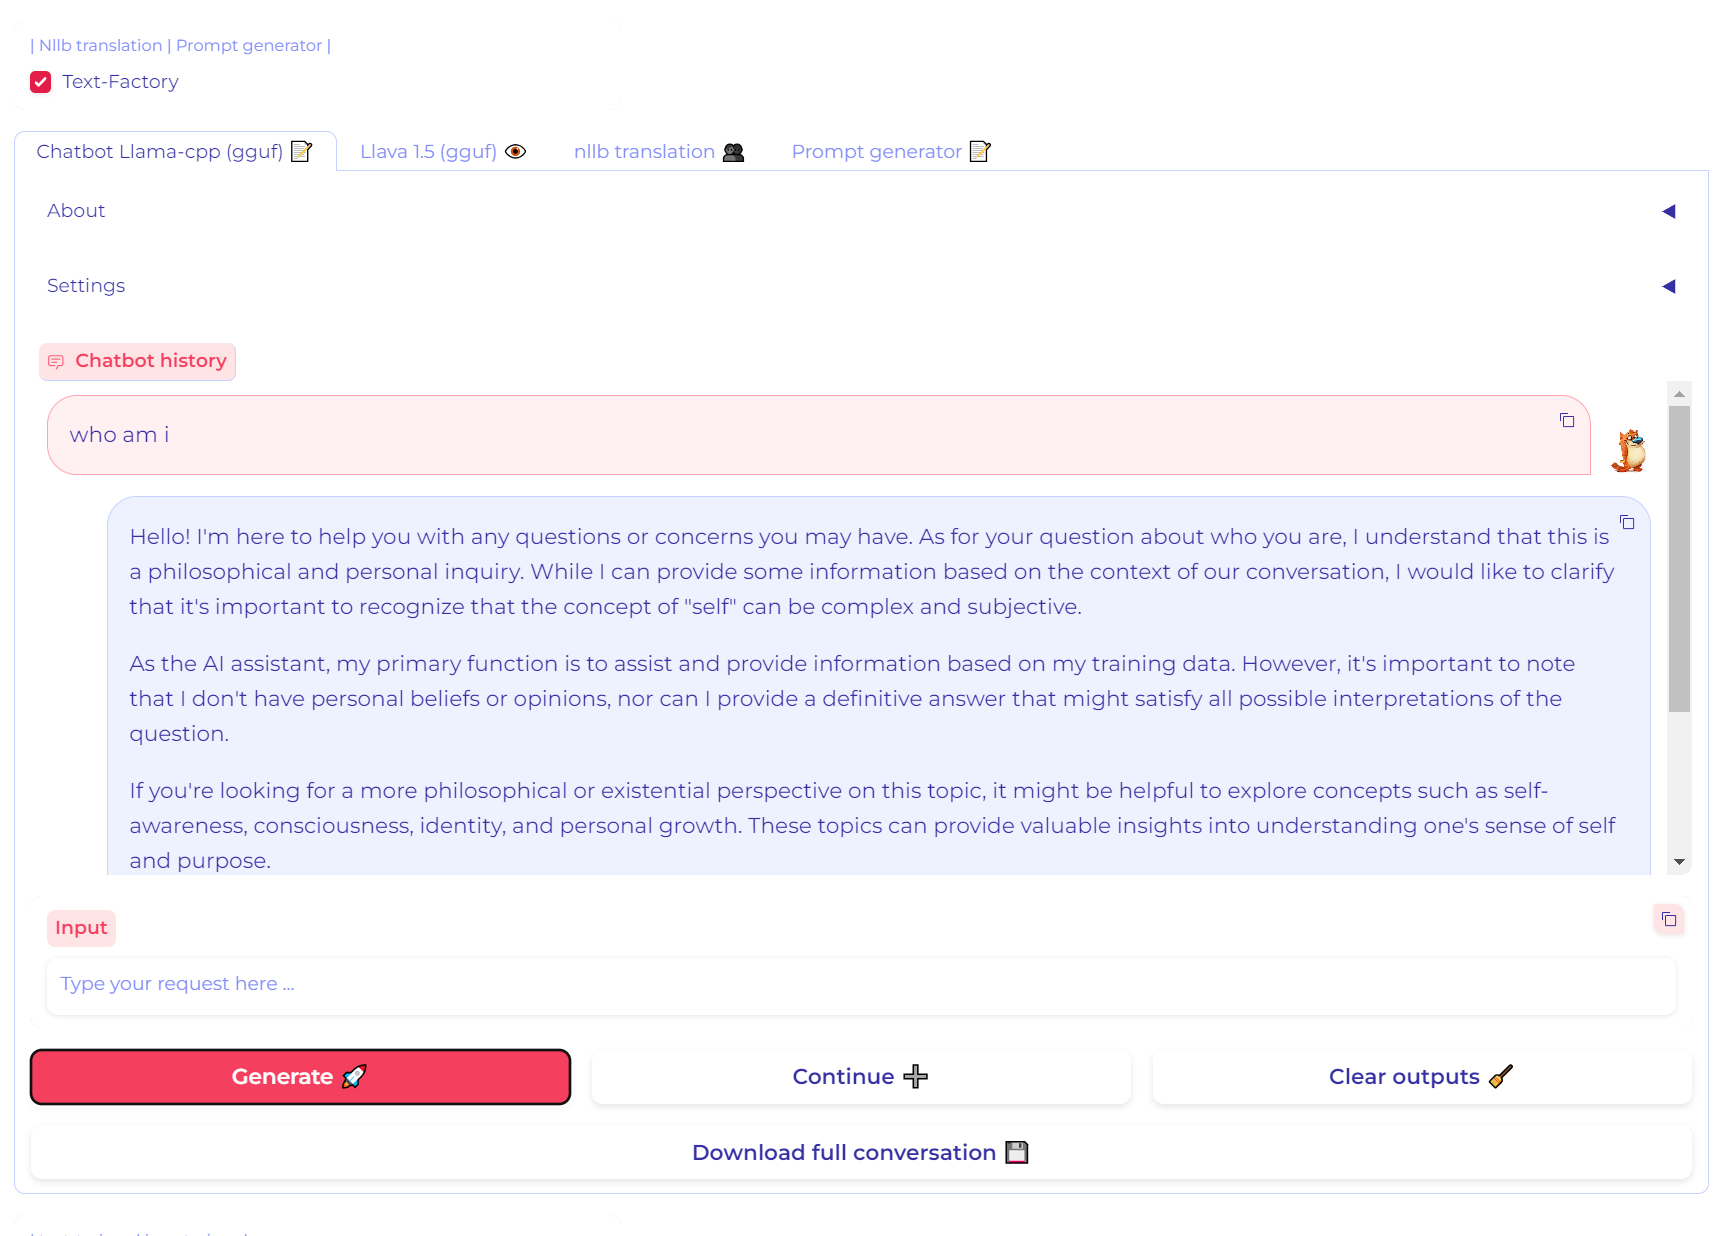 | Nllb translation | Prompt generator |
Text-Factory
Chatbot Llama-cpp (gguf) Llava 1.5 (gguf) nllb translation Prompt generator
About
Settings
Chatbot history
who am i
Hello! I'm here to help you with any questions or concerns you may have. As for your question about who you are, I understand that this is
a philosophical and personal inquiry. While I can provide some information based on the context of our conversation, I would like to clarify
that it's important to recognize that the concept of "self" can be complex and subjective.
As the AI assistant, my primary function is to assist and provide information based on my training data. However, it's important to note
that I don't have personal beliefs or opinions, nor can I provide a definitive answer that might satisfy all possible interpretations of the
question.
If you're looking for a more philosophical or existential perspective on this topic, it might be helpful to explore concepts such as self-
awareness, consciousness, identity, and personal growth. These topics can provide valuable insights into understanding one's sense of self
and purpose.
Input
Type your request here ...
Generate Continue Clear outputs
Download full conversation